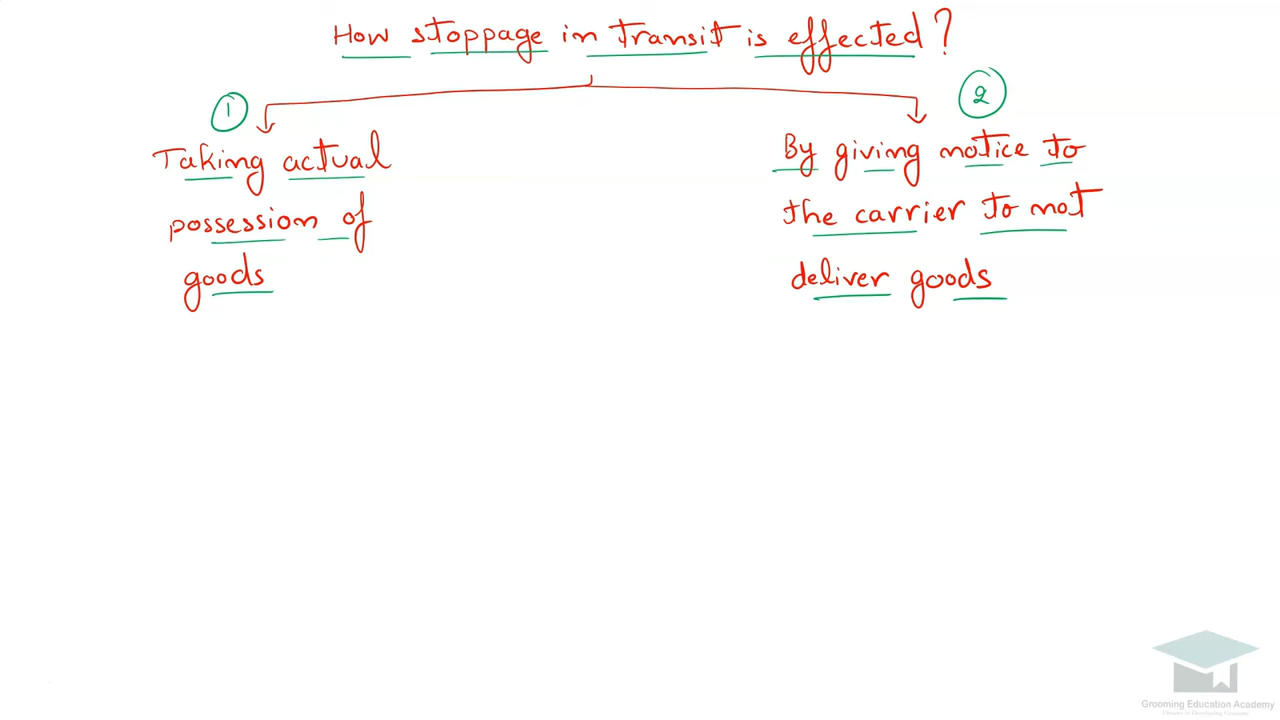 How stoppage in transit is effected?
1
2
Taking actual
possession of
goods
By giving notice to
the carrier to not
deliver goods
Grooming Education Academy